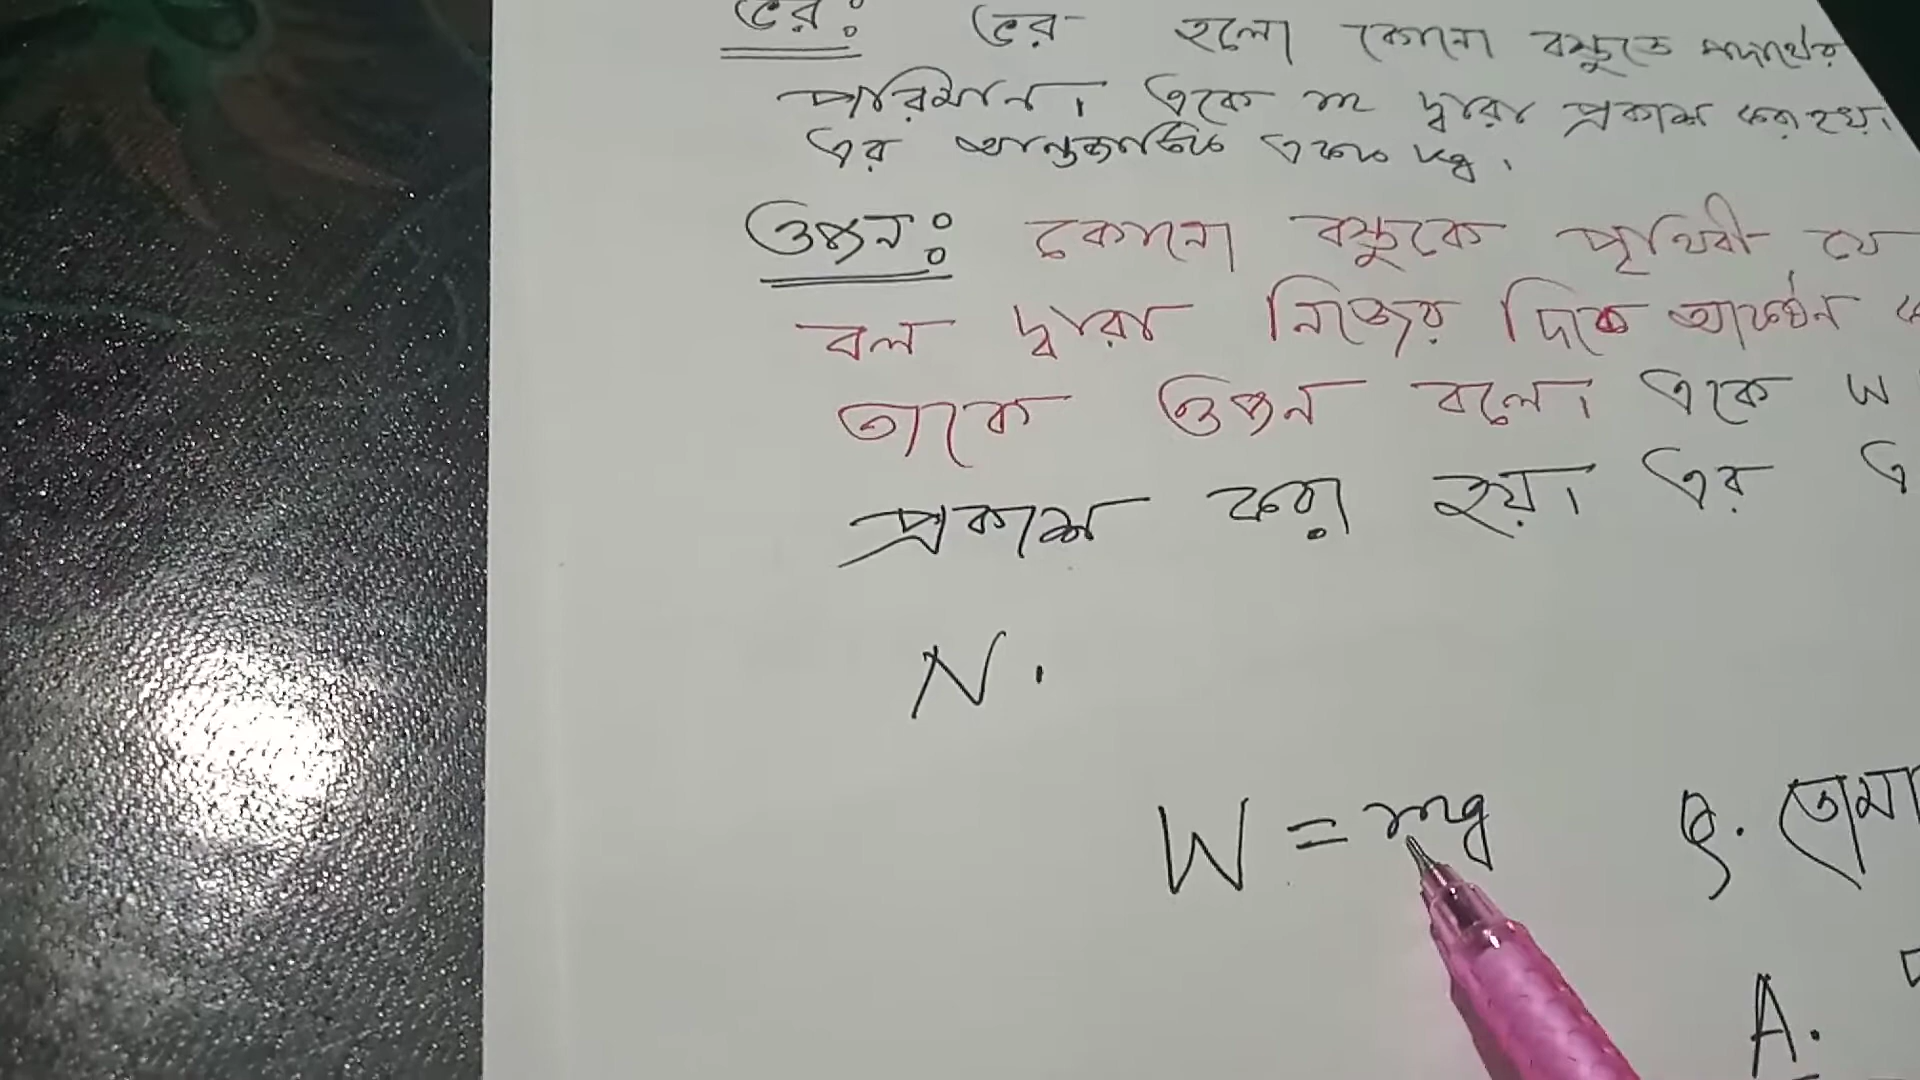 ভর: ভর হলো কোনো বস্তুতে পদার্থের
পরিমান। একে m দ্বারা প্রকাশ করা হয়।
এর আন্তর্জাতিক একক kg.
ওজন: কোনো বস্তুকে পৃথিবী যে
বল দ্বারা নিজের দিকে আকর্ষন
তাকে ওজন বলে। একে W
প্রকাশ করা হয়। এর এ
N.
W = mg
Q. তোমা
A.